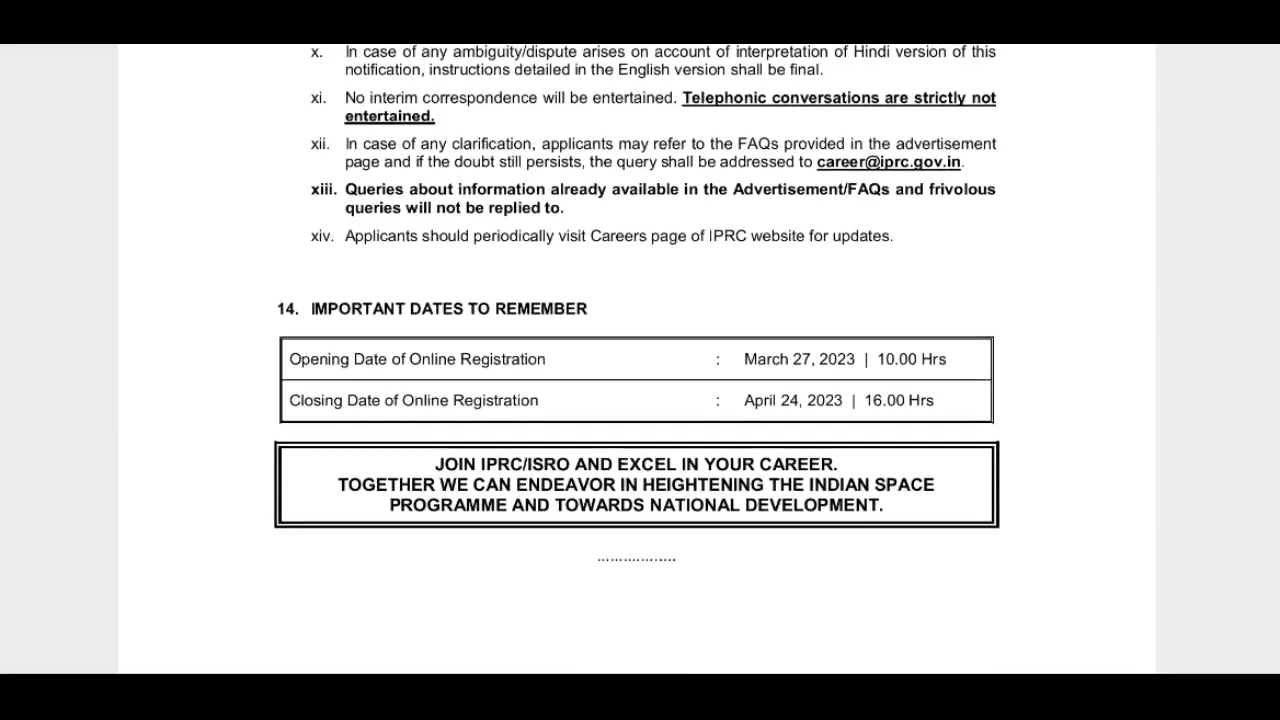 x. In case of any ambiguity/dispute arises on account of interpretation of Hindi version of this
notification, instructions detailed in the English version shall be final.
xi. No interim correspondence will be entertained. Telephonic conversations are strictly not
entertained.
xii. In case of any clarification, applicants may refer to the FAQs provided in the advertisement
page and if the doubt still persists, the query shall be addressed to career@iprc.gov.in.
xiii. Queries about information already available in the Advertisement/FAQs and frivolous
queries will not be replied to.
xiv. Applicants should periodically visit Careers page of IPRC website for updates.
14. IMPORTANT DATES TO REMEMBER
Opening Date of Online Registration : March 27, 2023 | 10.00 Hrs
Closing Date of Online Registration : April 24, 2023 | 16.00 Hrs
JOIN IPRC/ISRO AND EXCEL IN YOUR CAREER.
TOGETHER WE CAN ENDEAVOR IN HEIGHTENING THE INDIAN SPACE
PROGRAMME AND TOWARDS NATIONAL DEVELOPMENT.
.................